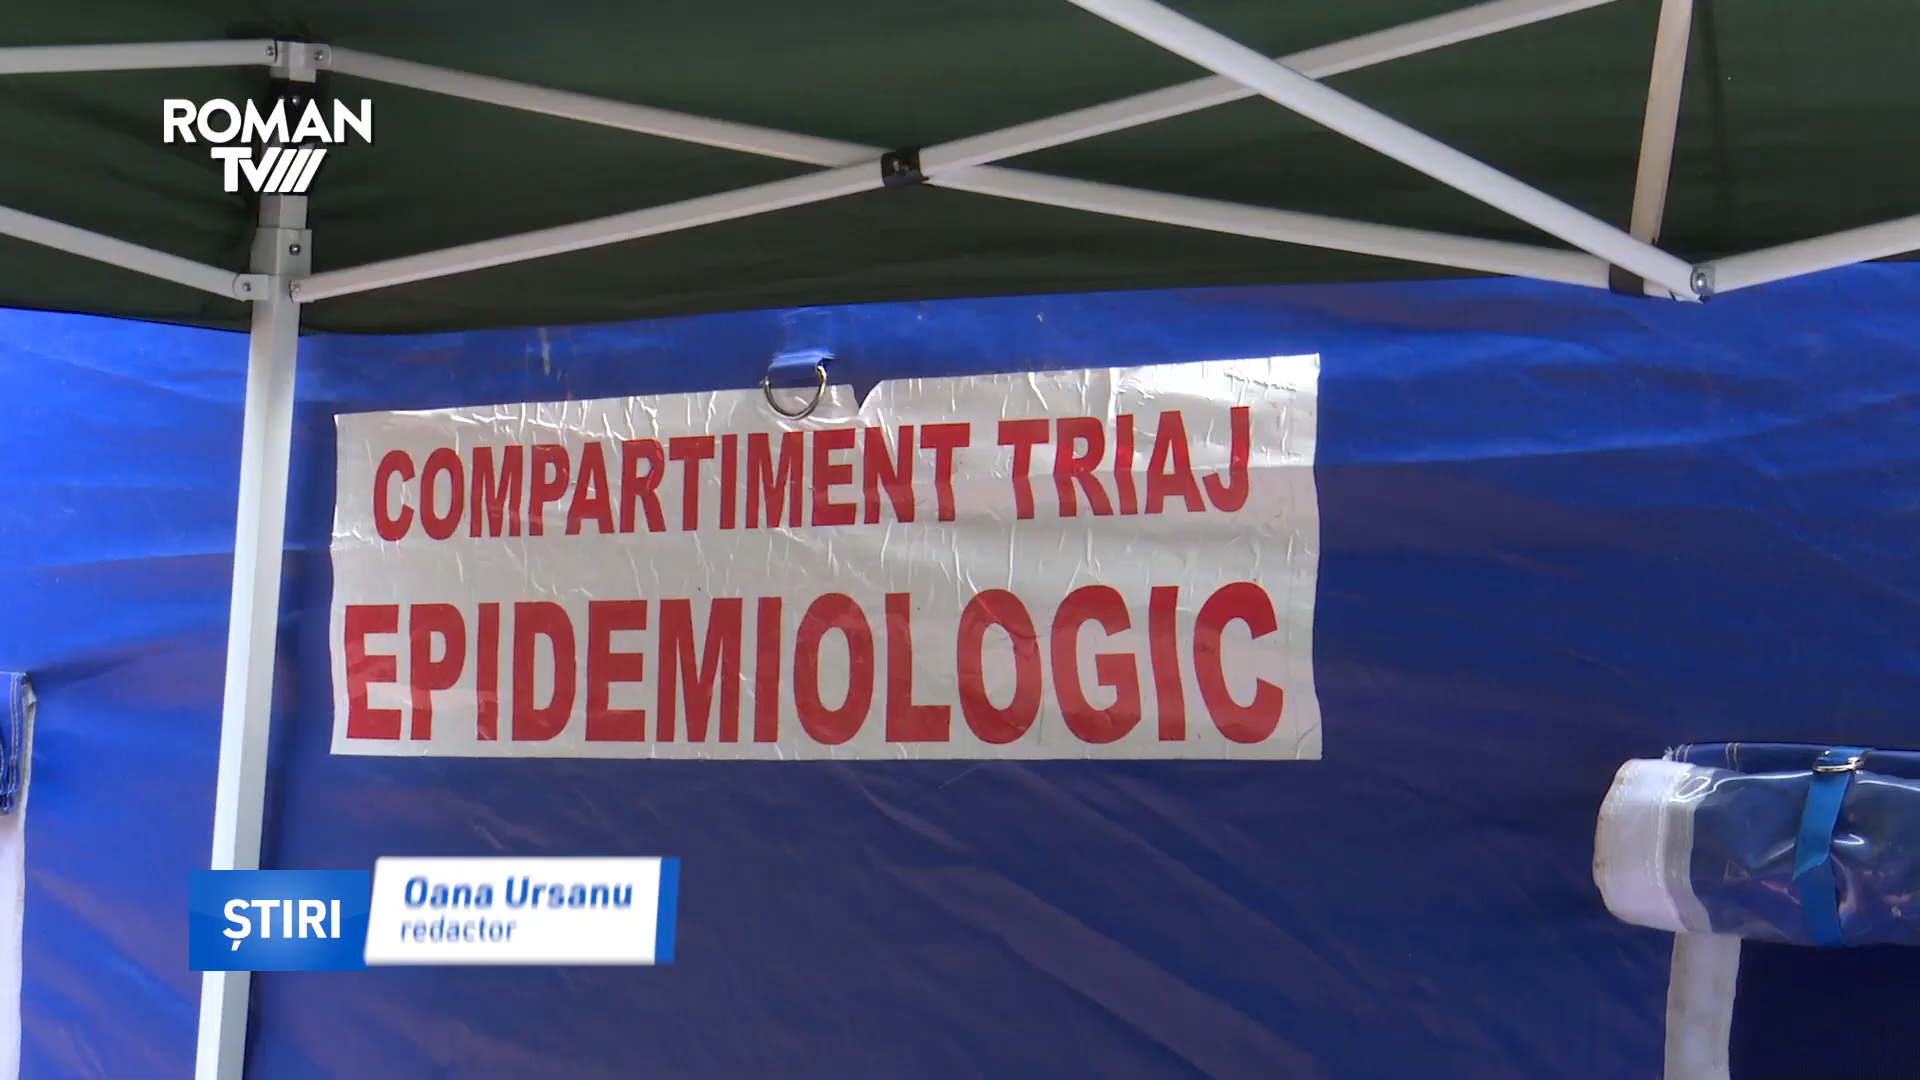 ROMAN
TV
COMPARTIMENT TRIAJ
EPIDEMIOLOGIC
ȘTIRI
Oana Ursanu
redactor